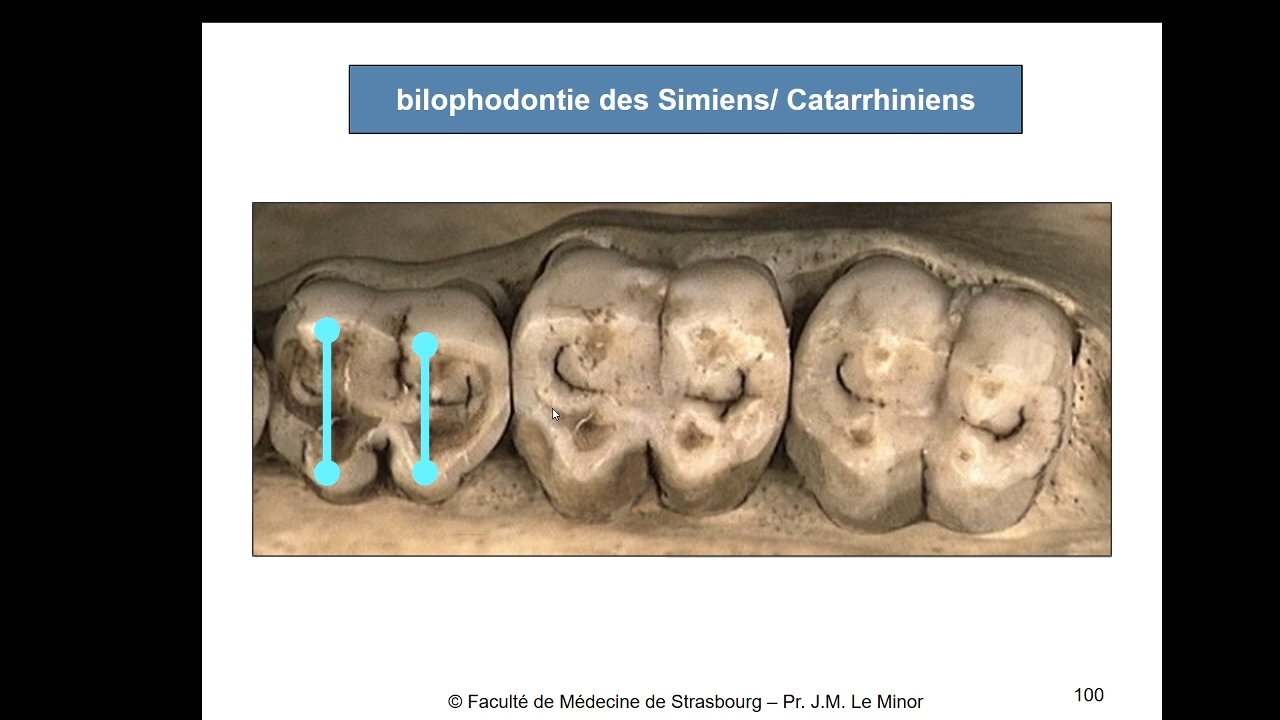 bilophodontie des Simiens/ Catarrhiniens
© Faculté de Médecine de Strasbourg – Pr. J.M. Le Minor
100